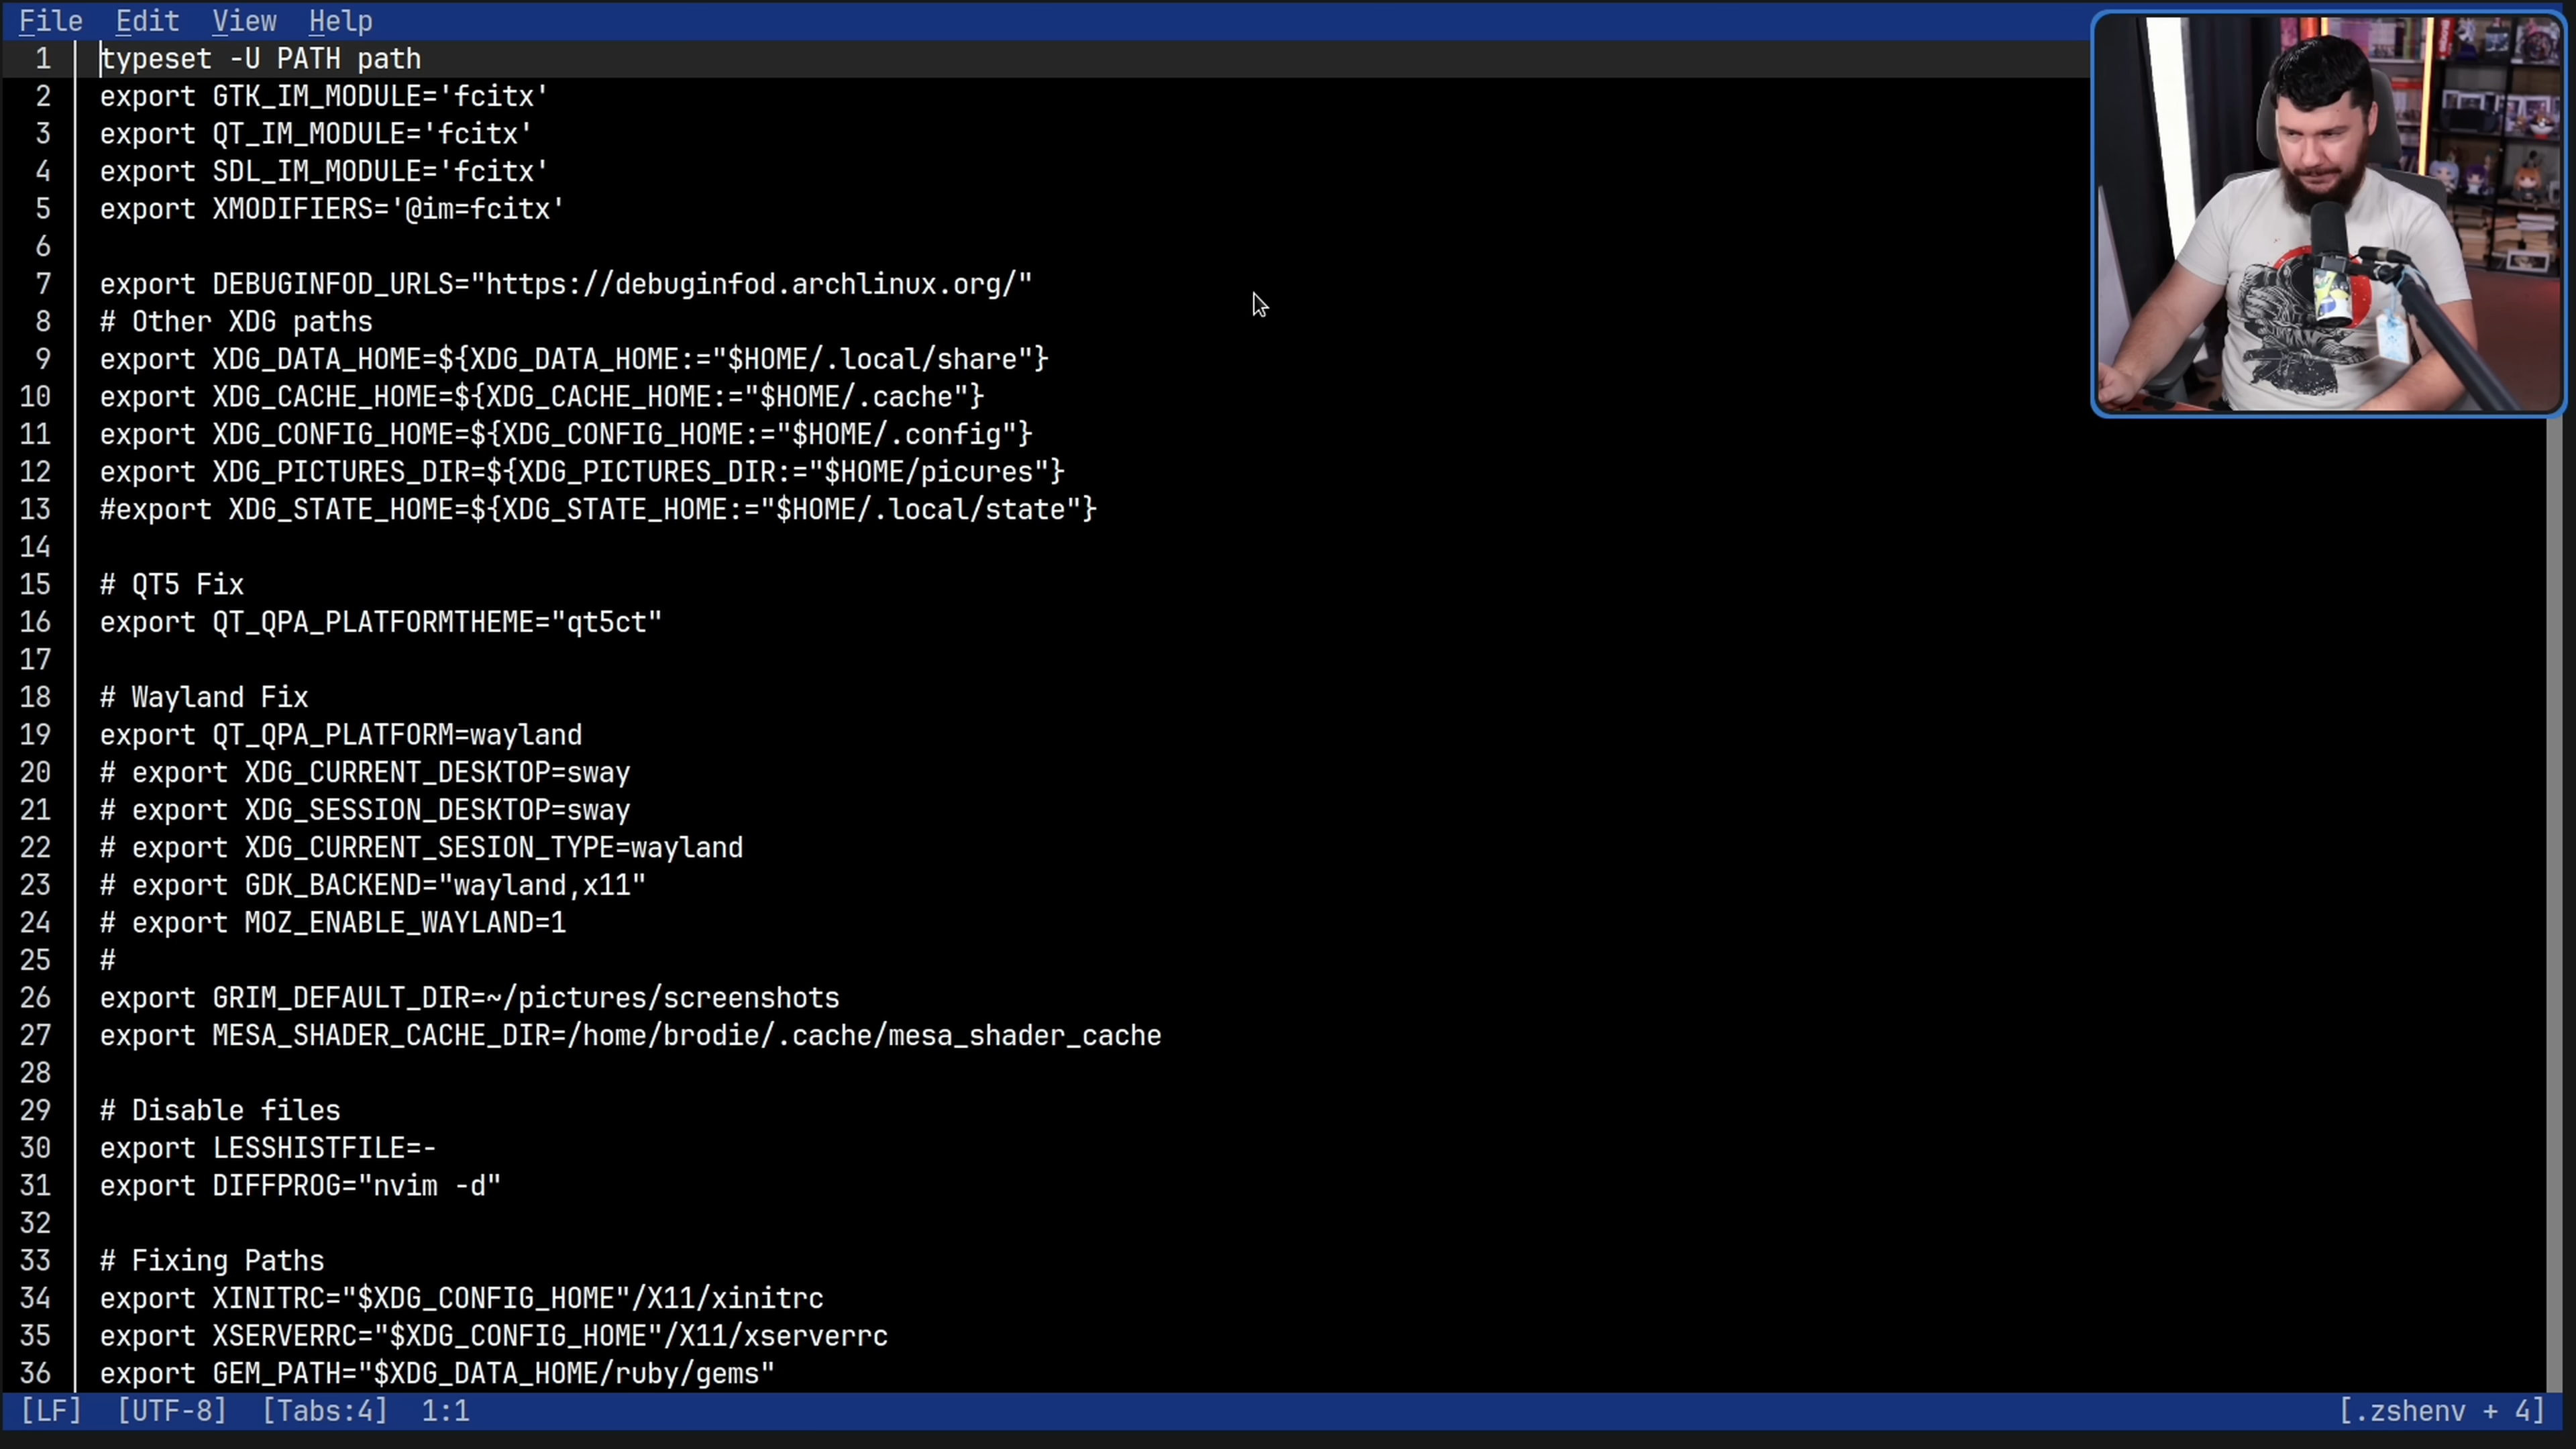 File Edit View Help
1 typeset -U PATH path
2 export GTK_IM_MODULE='fcitx'
3 export QT_IM_MODULE='fcitx'
4 export SDL_IM_MODULE='fcitx'
5 export XMODIFIERS='@im=fcitx'
6
7 export DEBUGINFOD_URLS="https://debuginfod.archlinux.org/"
8 # Other XDG paths
9 export XDG_DATA_HOME=${XDG_DATA_HOME:="$HOME/.local/share"}
10 export XDG_CACHE_HOME=${XDG_CACHE_HOME:="$HOME/.cache"}
11 export XDG_CONFIG_HOME=${XDG_CONFIG_HOME:="$HOME/.config"}
12 export XDG_PICTURES_DIR=${XDG_PICTURES_DIR:="$HOME/picures"}
13 #export XDG_STATE_HOME=${XDG_STATE_HOME:="$HOME/.local/state"}
14
15 # QT5 Fix
16 export QT_QPA_PLATFORMTHEME="qt5ct"
17
18 # Wayland Fix
19 export QT_QPA_PLATFORM=wayland
20 # export XDG_CURRENT_DESKTOP=sway
21 # export XDG_SESSION_DESKTOP=sway
22 # export XDG_CURRENT_SESION_TYPE=wayland
23 # export GDK_BACKEND="wayland,x11"
24 # export MOZ_ENABLE_WAYLAND=1
25 #
26 export GRIM_DEFAULT_DIR=~/pictures/screenshots
27 export MESA_SHADER_CACHE_DIR=/home/brodie/.cache/mesa_shader_cache
28
29 # Disable files
30 export LESSHISTFILE=-
31 export DIFFPROG="nvim -d"
32
33 # Fixing Paths
34 export XINITRC="$XDG_CONFIG_HOME"/X11/xinitrc
35 export XSERVERRC="$XDG_CONFIG_HOME"/X11/xserverrc
36 export GEM_PATH="$XDG_DATA_HOME/ruby/gems"
[LF] [UTF-8] [Tabs:4] 1:1 [.zshenv + 4]